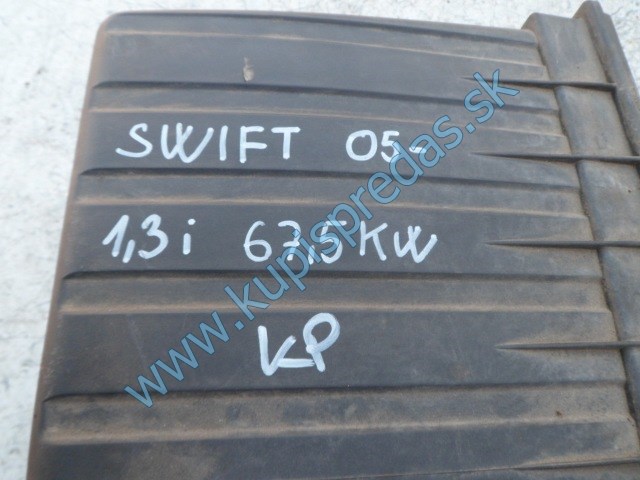 SWIFT 05-
1,3i 67,5KW
KP
www.kupispredas.sk